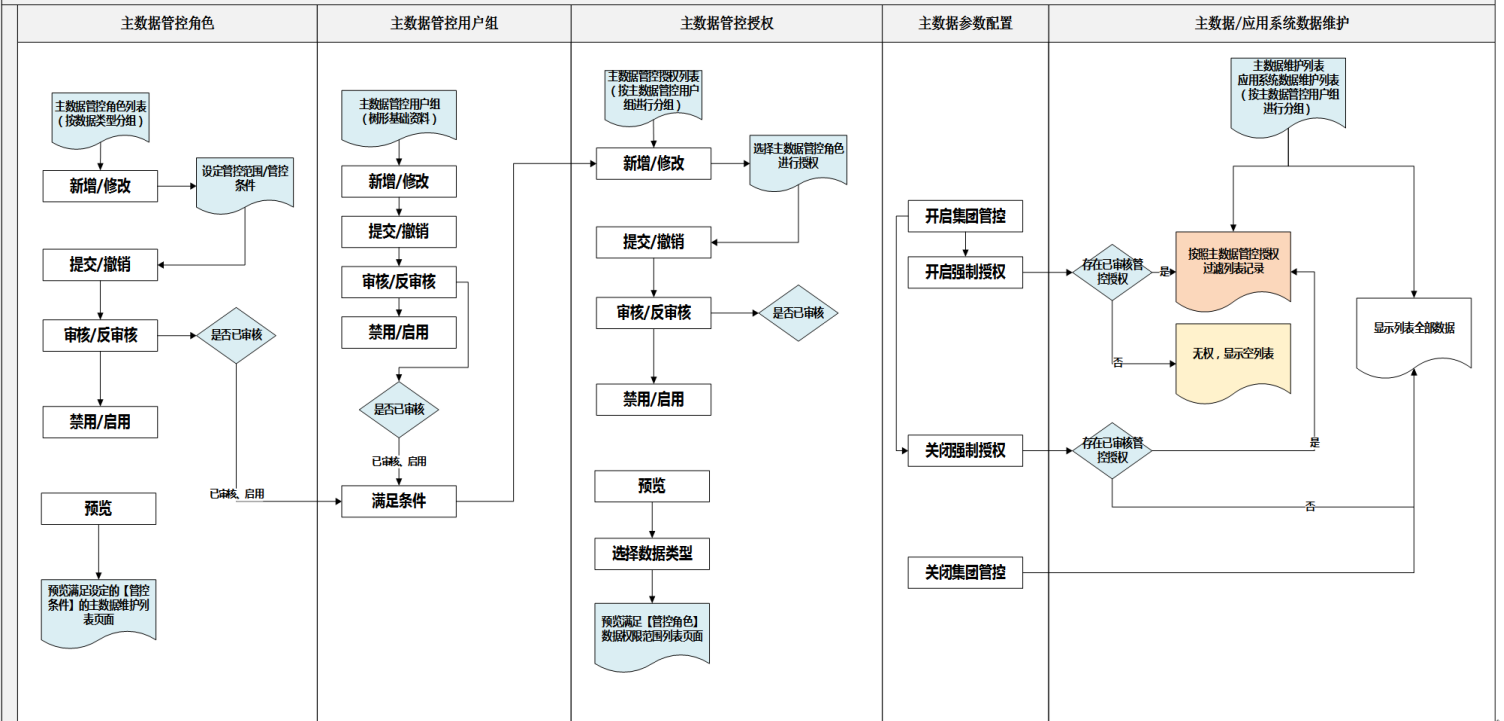 主数据管控角色
主数据管控用户组
主数据管控授权
主数据参数配置
主数据/应用系统数据维护
主数据管控角色列表
（按数据类型分组）
新增/修改
设定管控范围/管控
条件
提交/撤销
审核/反审核
是否已审核
禁用/启用
已审核、启用
预览
预览满足设定的【管控
条件】的主数据维护列
表页面
主数据管控用户组
（树形基础资料）
新增/修改
提交/撤销
审核/反审核
禁用/启用
是否已审核
已审核、启用
满足条件
主数据管控授权列表
（按主数据管控用户
组进行分组）
新增/修改
选择主数据管控角色
进行授权
提交/撤销
审核/反审核
是否已审核
禁用/启用
预览
选择数据类型
预览满足【管控角色】
数据权限范围列表页面
开启集团管控
开启强制授权
关闭强制授权
关闭集团管控
主数据维护列表
应用系统数据维护列表
（按主数据管控用户组
进行分组）
存在已审核管
控授权
是
按照主数据管控授权
过滤列表记录
否
无权，显示空列表
显示列表全部数据
存在已审核管
控授权
是
否